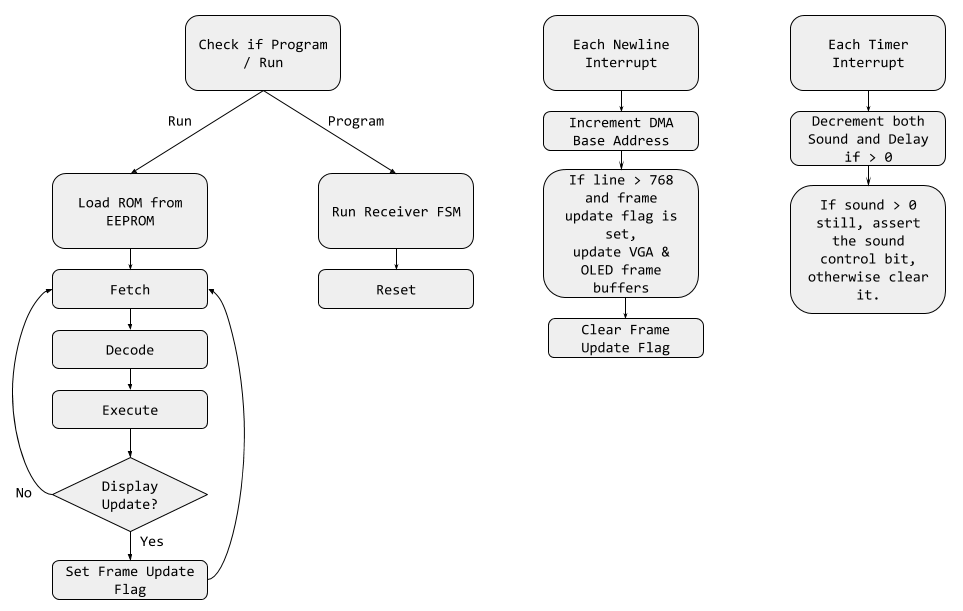 Check if Program
/ Run
Run
Program
Load ROM from
EEPROM
Run Receiver FSM
Fetch
Reset
Decode
Execute
Display
Update?
No
Yes
Set Frame Update
Flag
Each Newline
Interrupt
Increment DMA
Base Address
If line > 768
and frame
update flag is
set,
update VGA &
OLED frame
buffers
Clear Frame
Update Flag
Each Timer
Interrupt
Decrement both
Sound and Delay
if > 0
If sound > 0
still, assert
the sound
control bit,
otherwise clear
it.